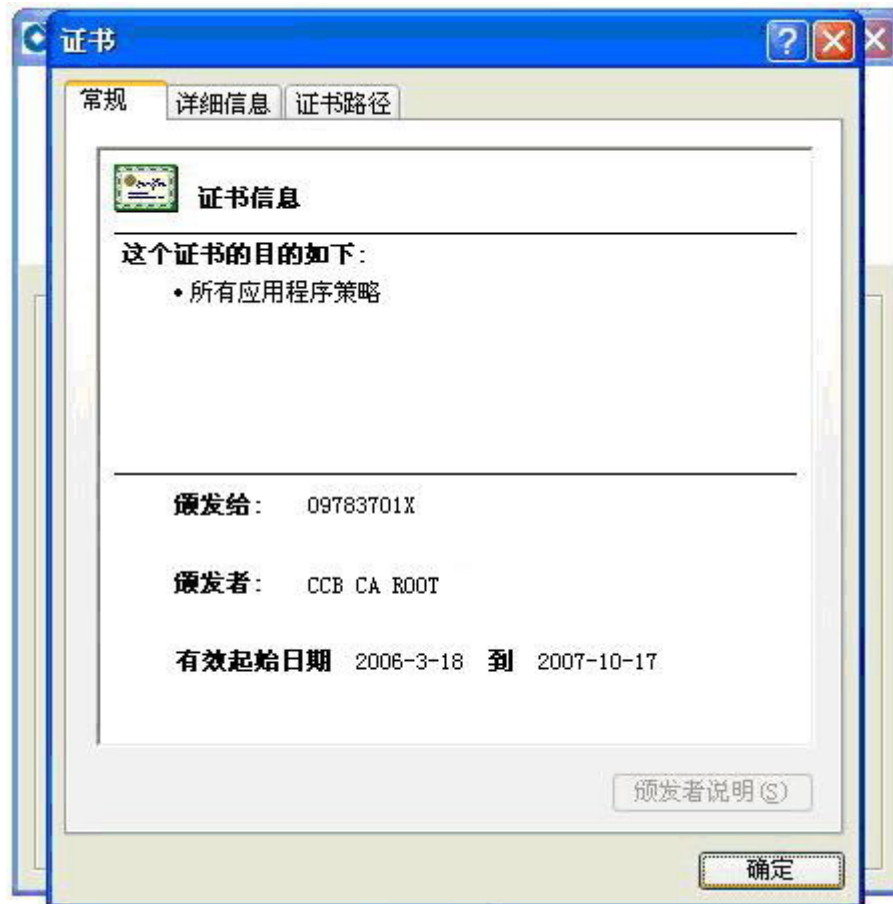 证书
常规 详细信息 证书路径
证书信息
这个证书的目的如下:
•所有应用程序策略
颁发给: 09783701X
颁发者: CCB CA ROOT
有效起始日期 2006-3-18 到 2007-10-17
颁发者说明(S)
确定